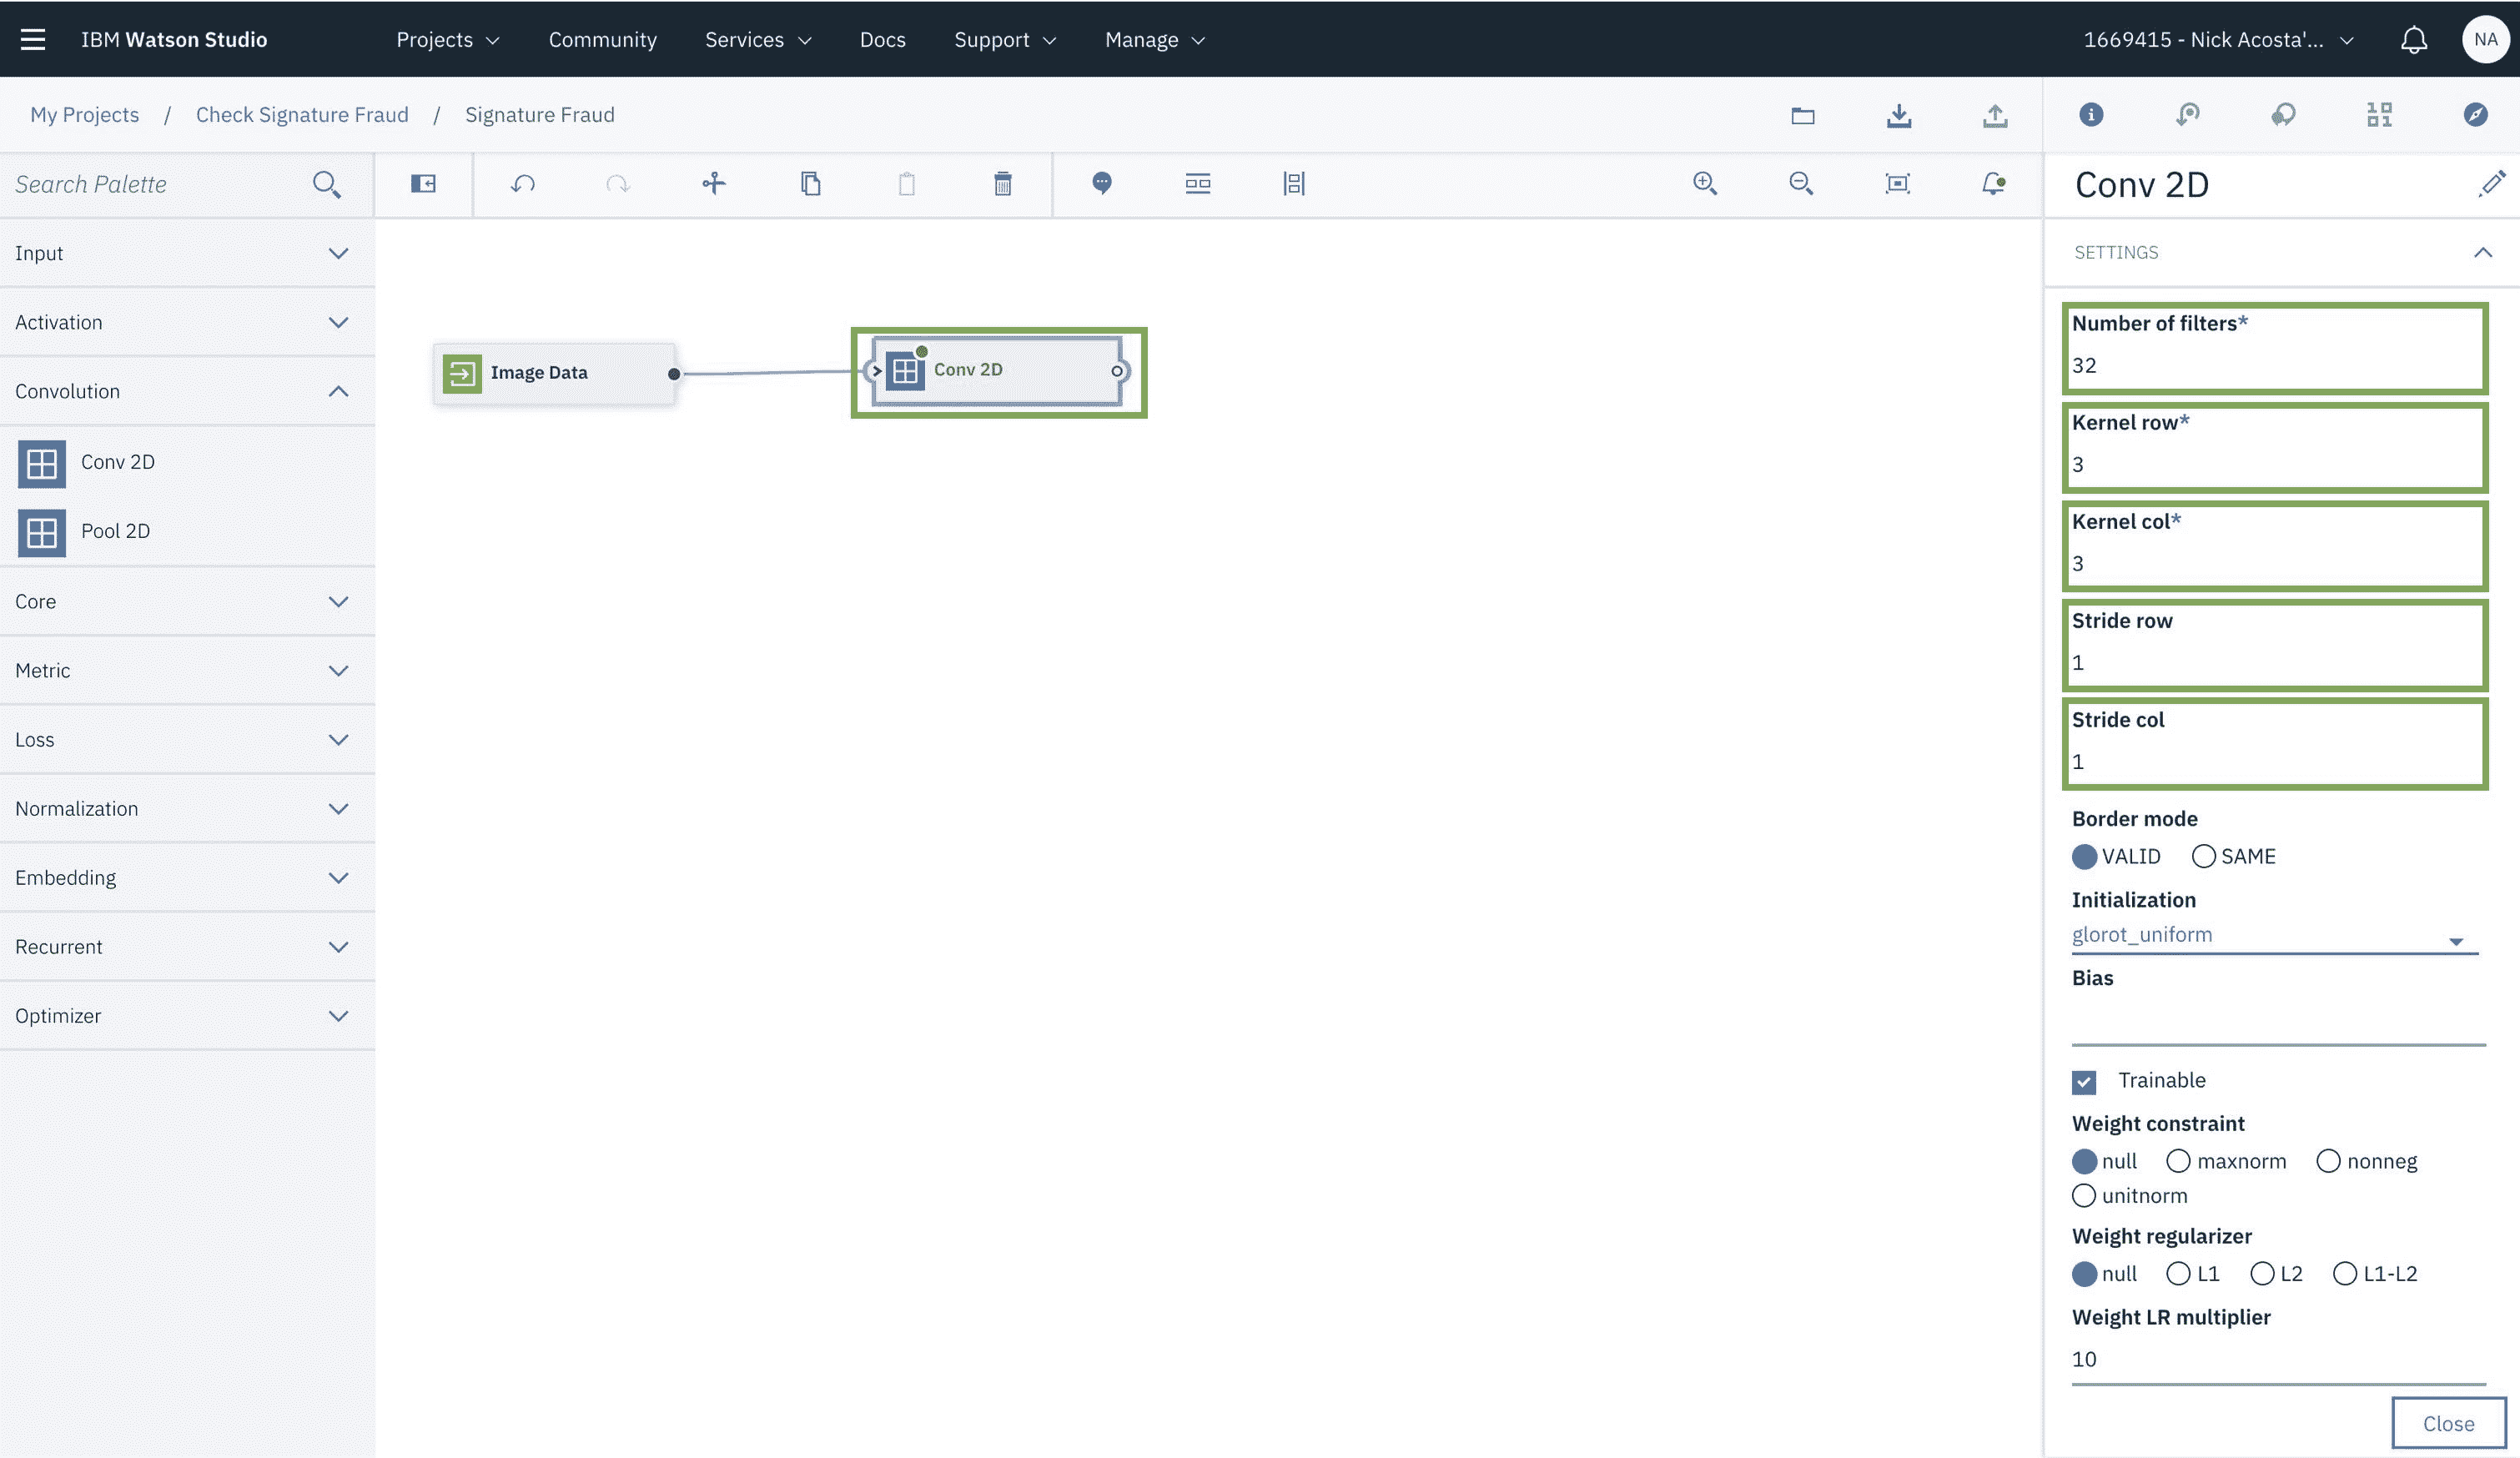 IBM Watson Studio
Projects
Community
Services
Docs
Support
Manage
1669415 - Nick Acosta'...
NA
My Projects / Check Signature Fraud / Signature Fraud
Search Palette
Input
Activation
Convolution
Conv 2D
Pool 2D
Core
Metric
Loss
Normalization
Embedding
Recurrent
Optimizer
Image Data
Conv 2D
Conv 2D
SETTINGS
Number of filters*
32
Kernel row*
3
Kernel col*
3
Stride row
1
Stride col
1
Border mode
VALID SAME
Initialization
glorot_uniform
Bias
Trainable
Weight constraint
null maxnorm nonneg
unitnorm
Weight regularizer
null L1 L2 L1-L2
Weight LR multiplier
10
Close